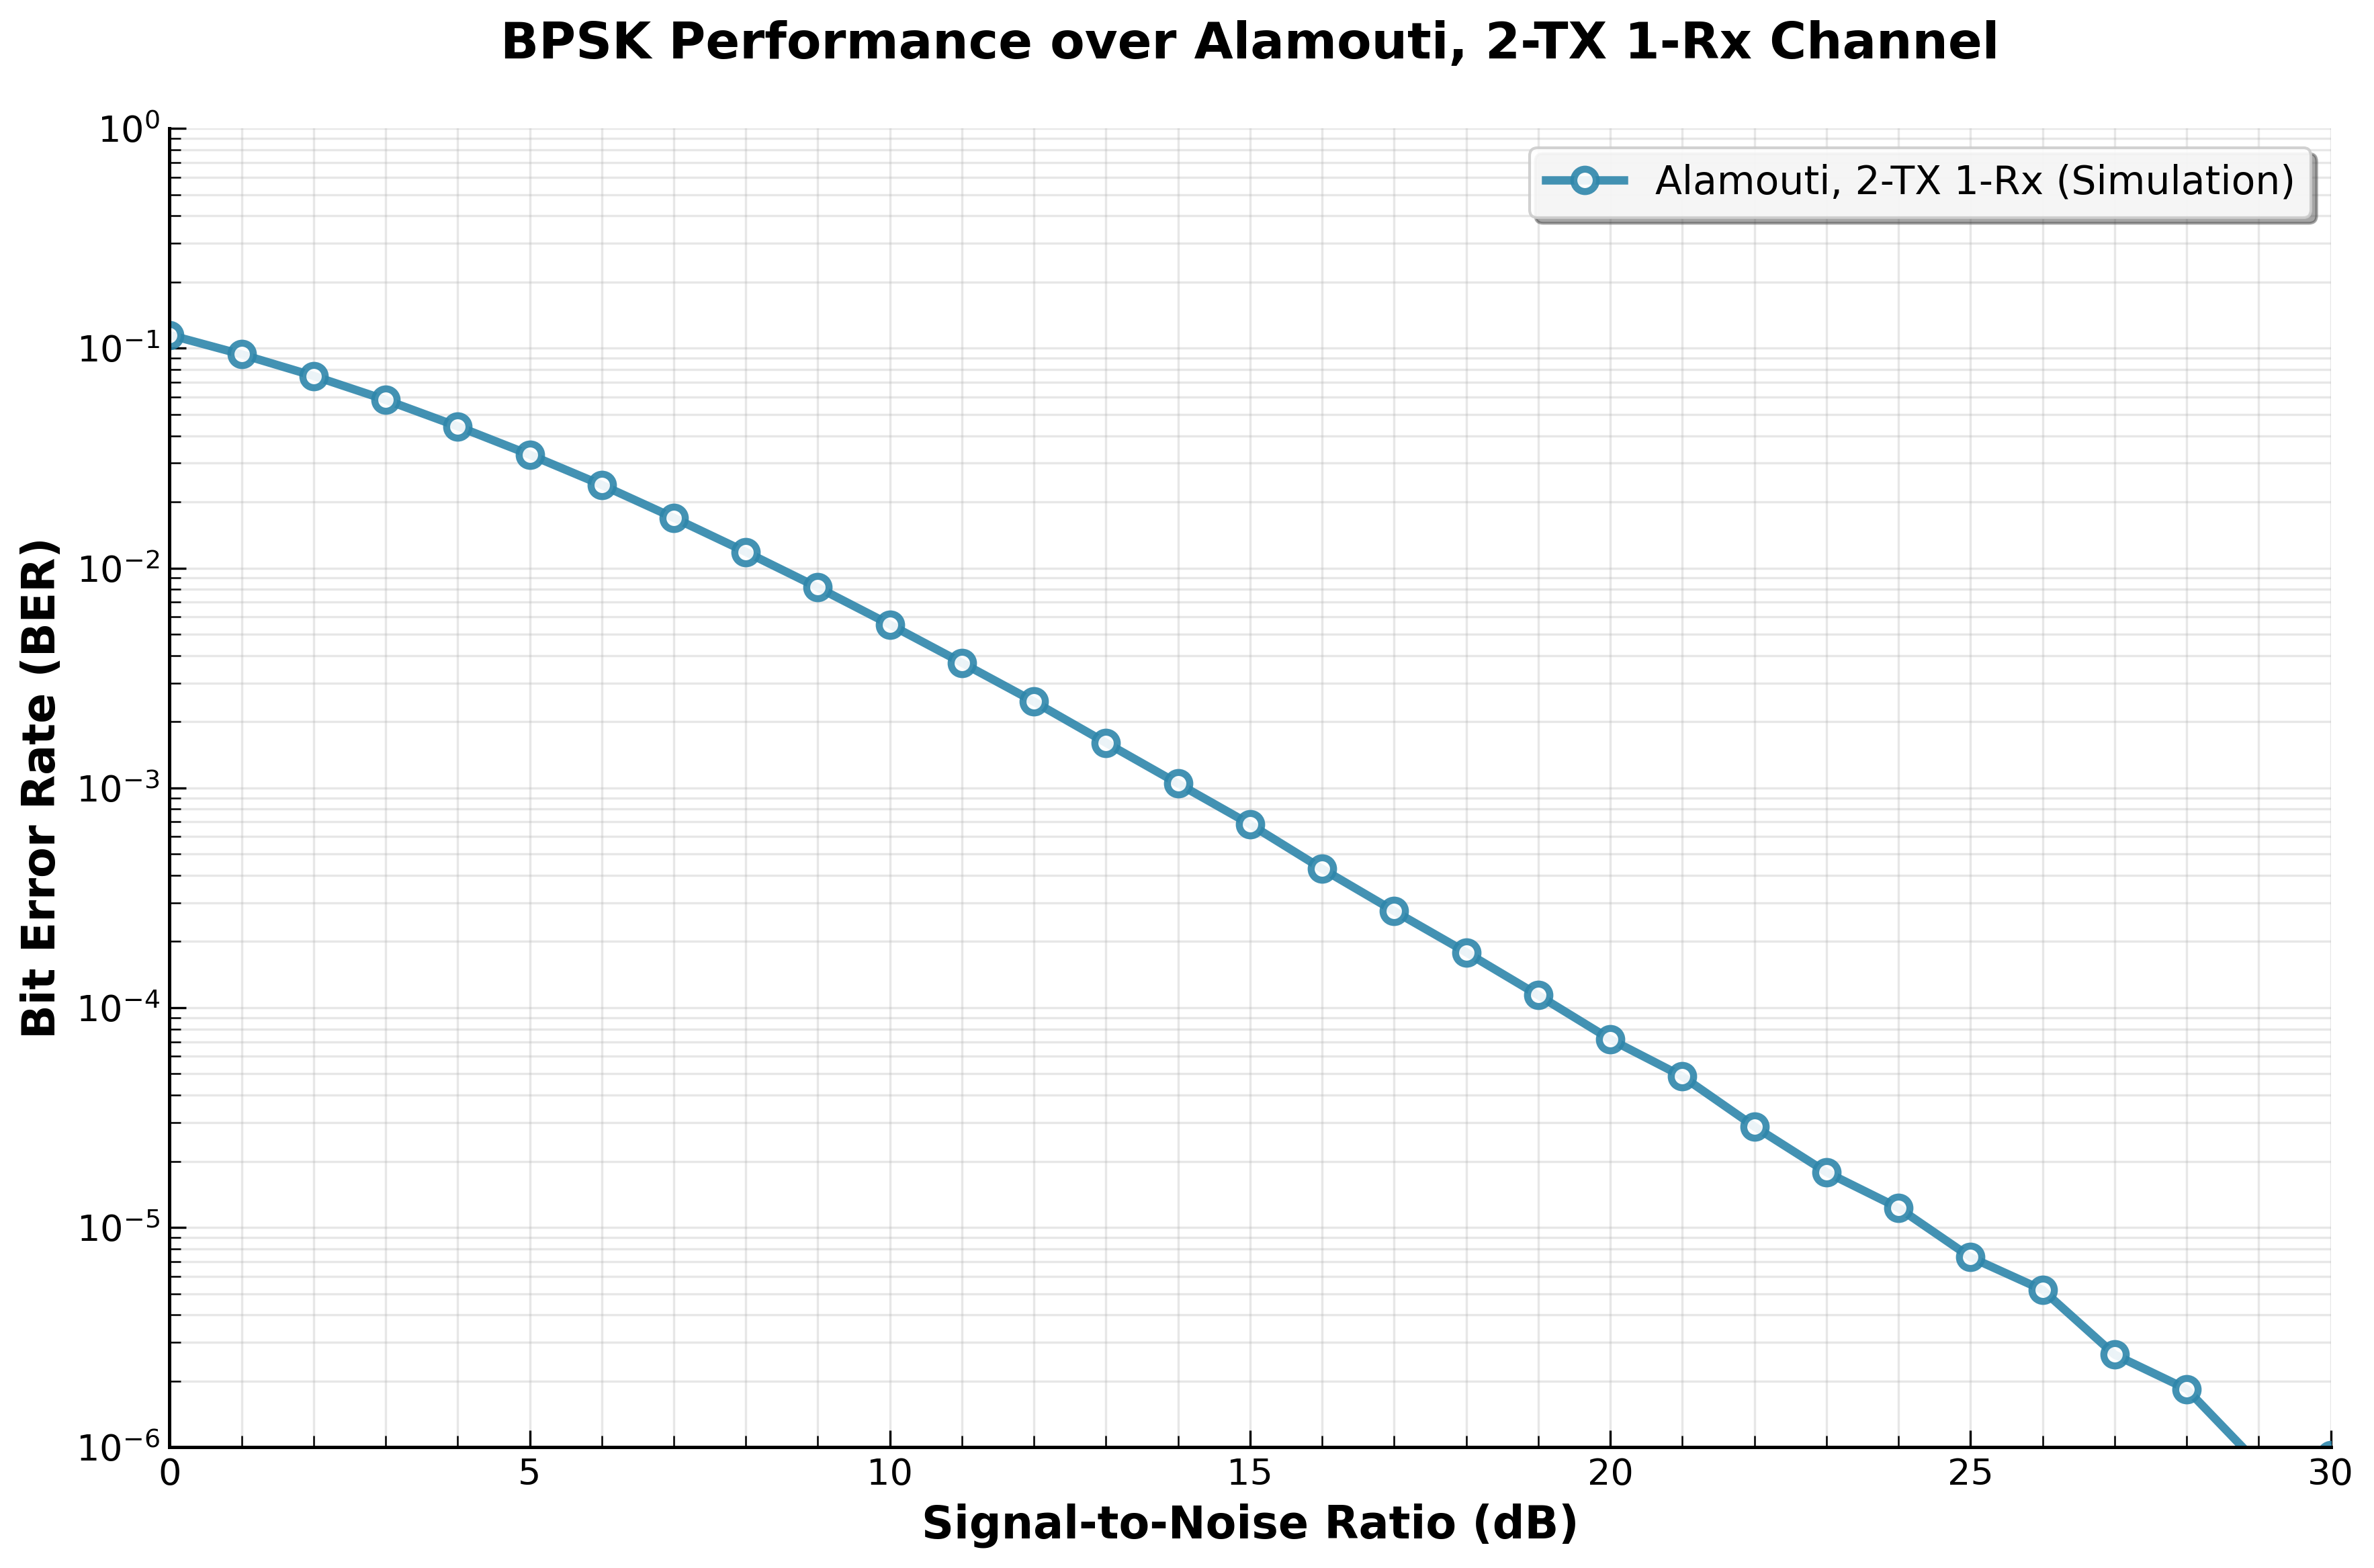 BPSK Performance over Alamouti, 2-TX 1-Rx Channel
Alamouti, 2-TX 1-Rx (Simulation)
Bit Error Rate (BER)
10⁰
10⁻¹
10⁻²
10⁻³
10⁻⁴
10⁻⁵
10⁻⁶
0 5 10 15 20 25 30
Signal-to-Noise Ratio (dB)